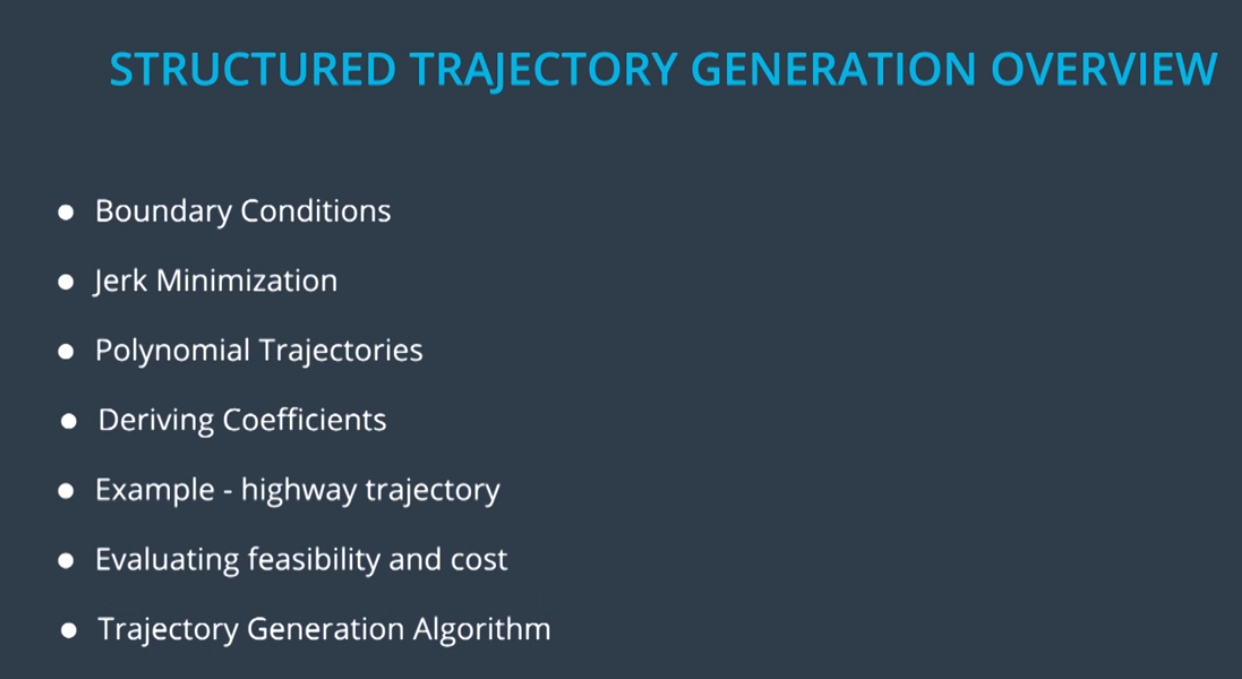 STRUCTURED TRAJECTORY GENERATION OVERVIEW
● Boundary Conditions
● Jerk Minimization
● Polynomial Trajectories
● Deriving Coefficients
● Example - highway trajectory
● Evaluating feasibility and cost
● Trajectory Generation Algorithm